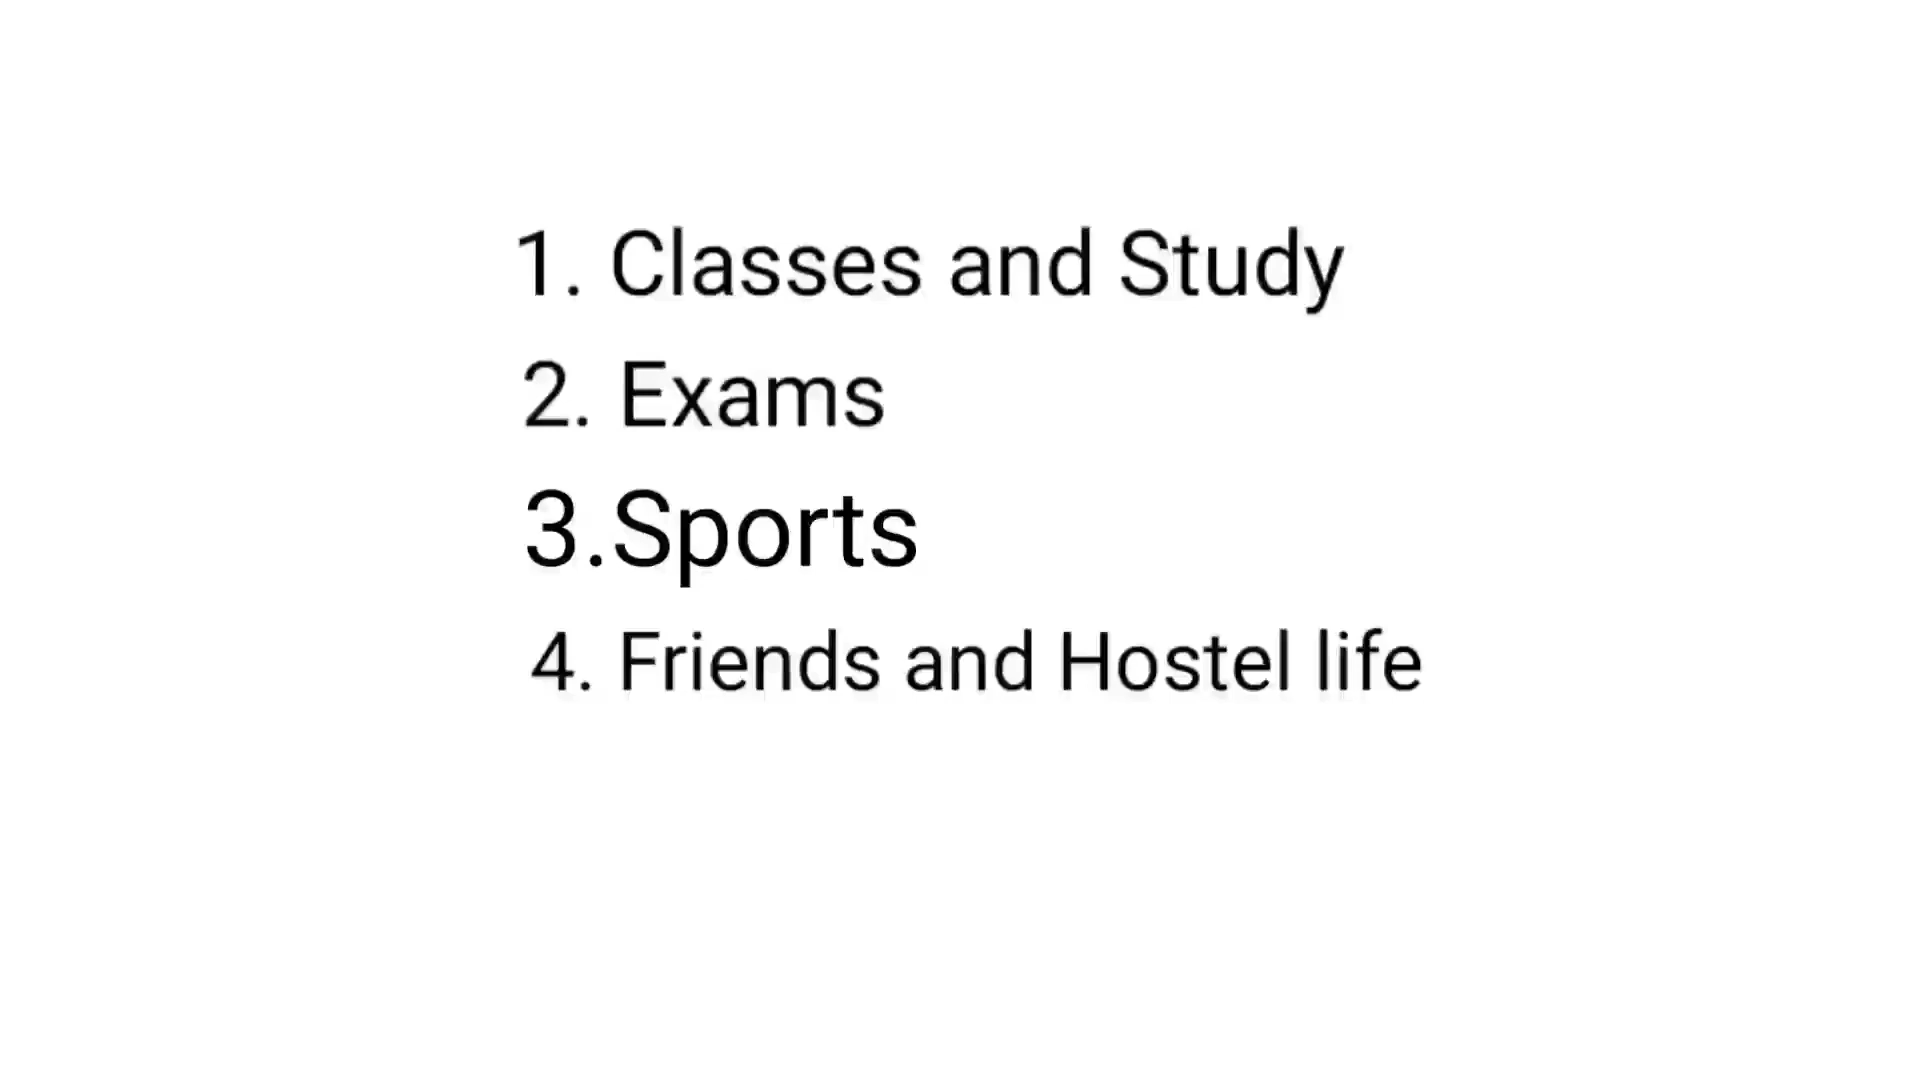 1. Classes and Study
2. Exams
3.Sports
4. Friends and Hostel life